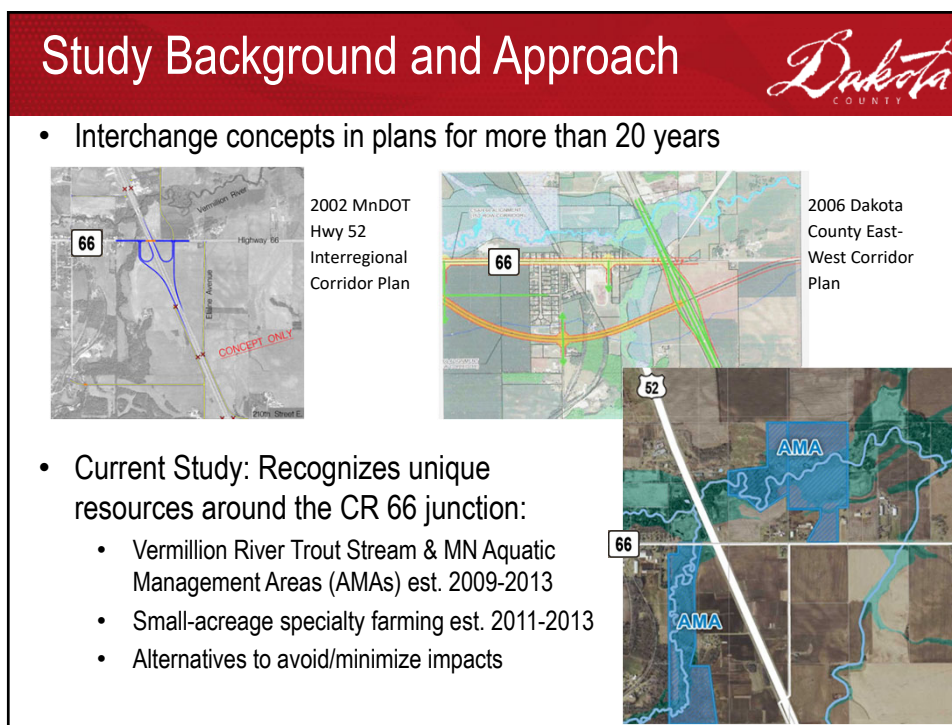 Study Background and Approach
Dakota
COUNTY
• Interchange concepts in plans for more than 20 years
66
Vermillion River
Highway 66
Elaine Avenue
CONCEPT ONLY
210th Street E.
2002 MnDOT
Hwy 52
Interregional
Corridor Plan
66
2006 Dakota
County East-
West Corridor
Plan
• Current Study: Recognizes unique
resources around the CR 66 junction:
• Vermillion River Trout Stream & MN Aquatic
Management Areas (AMAs) est. 2009-2013
• Small-acreage specialty farming est. 2011-2013
• Alternatives to avoid/minimize impacts
52
AMA
66
AMA